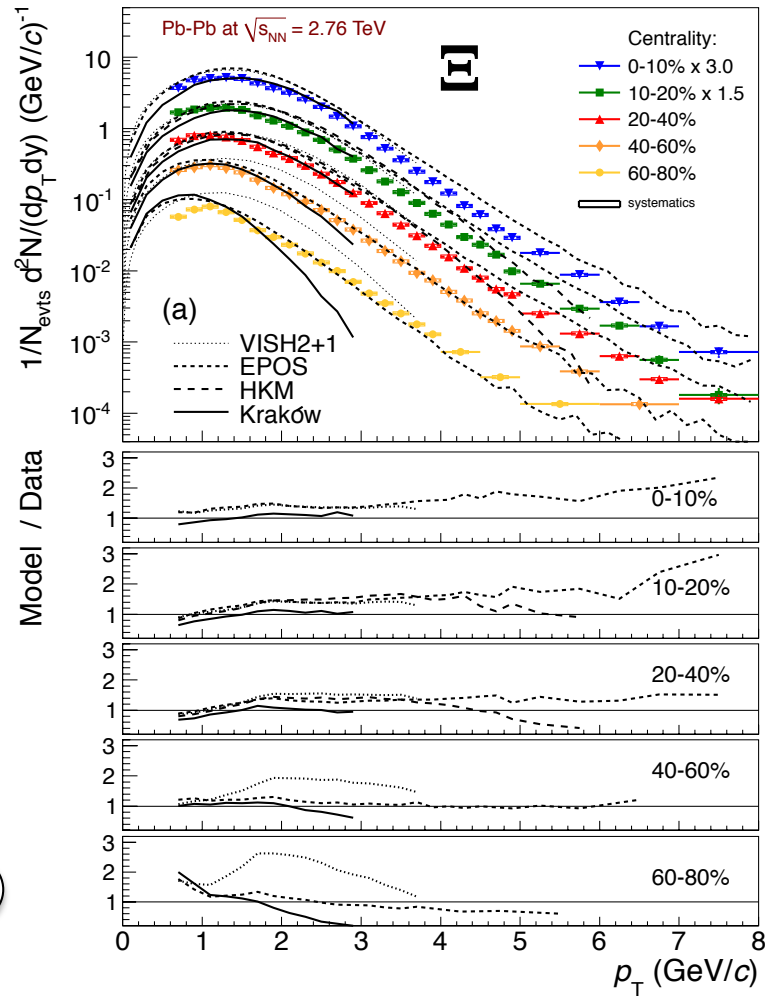 Pb-Pb at √sNN = 2.76 TeV
Ξ
Centrality:
0-10% x 3.0
10-20% x 1.5
20-40%
40-60%
60-80%
systematics
1/Nevts d²N/(dpTdy) (GeV/c)⁻¹
10
1
10⁻¹
10⁻²
10⁻³
10⁻⁴
(a)
VISH2+1
EPOS
HKM
Kraków
Model / Data
3
2
1
0-10%
3
2
1
10-20%
3
2
1
20-40%
3
2
1
40-60%
3
2
1
60-80%
0 1 2 3 4 5 6 7 8
pT (GeV/c)